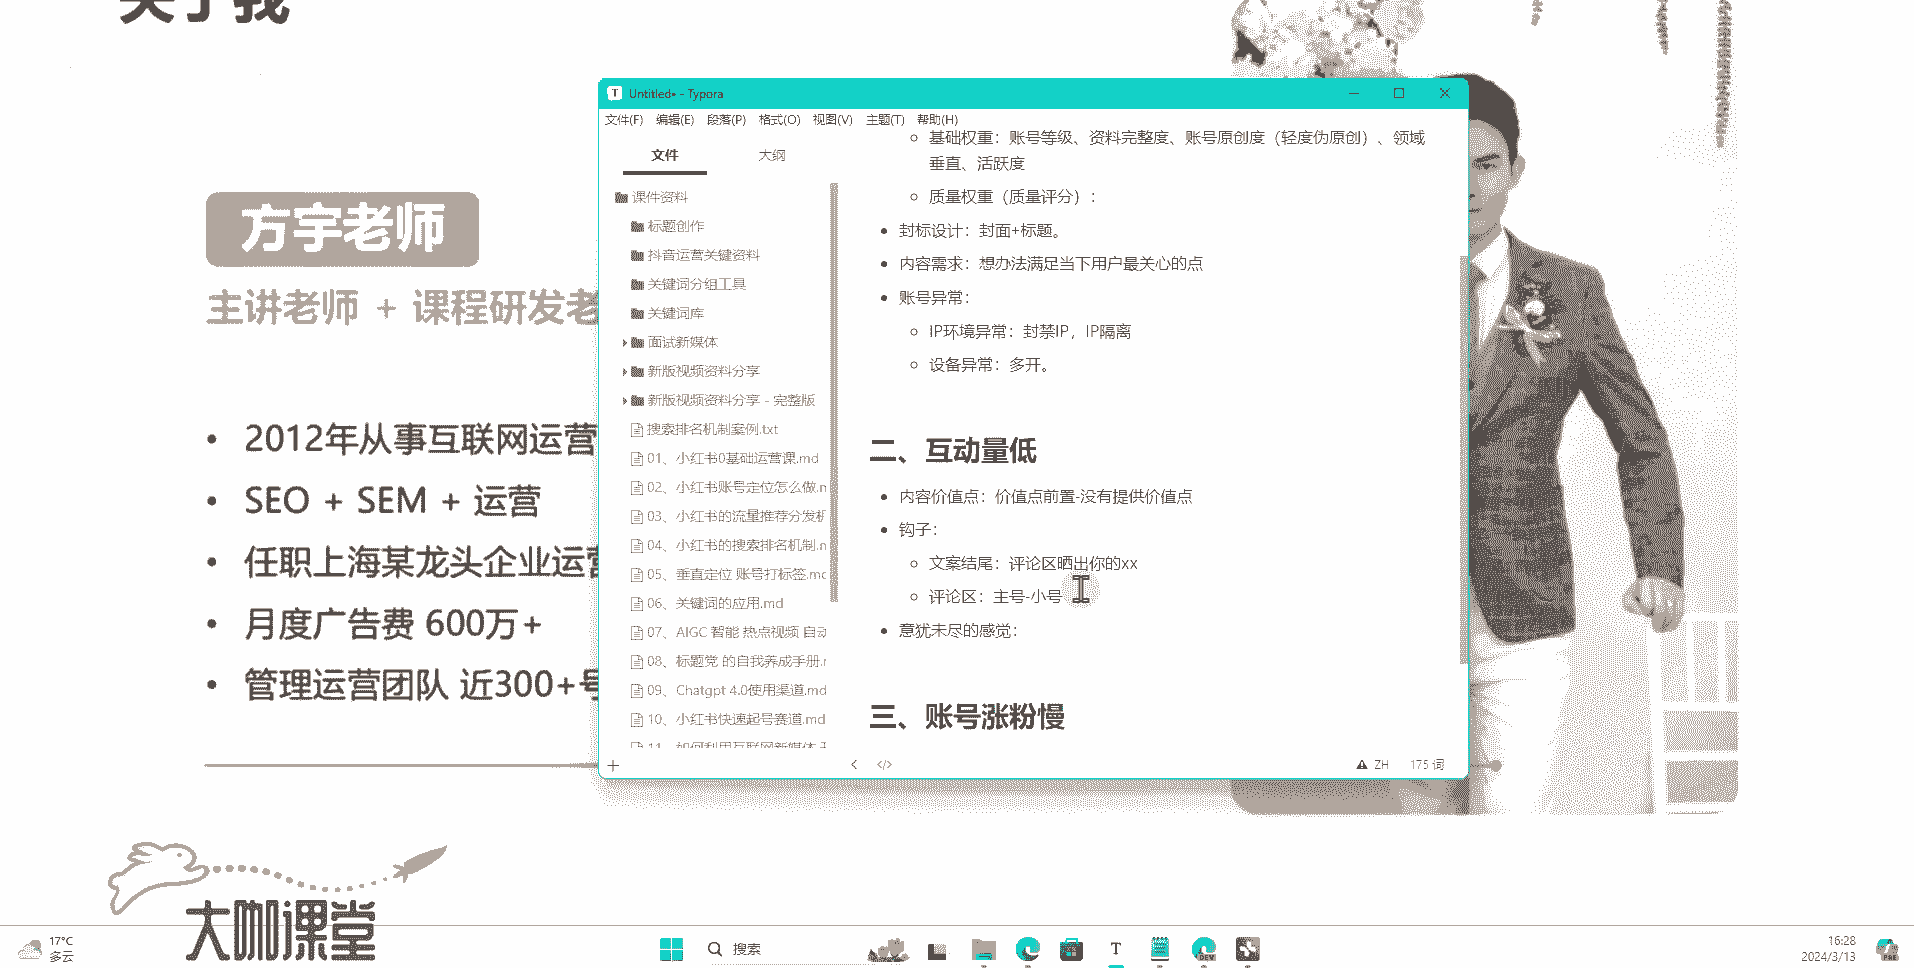 关于我
方宇老师
主讲老师 + 课程研发老
2012年从事互联网运营
SEO + SEM + 运营
任职上海某龙头企业运营
月度广告费 600万+
管理运营团队 近300+号
大咖课堂
Untitled• - Typora
文件(F) 编辑(E) 段落(P) 格式(O) 视图(V) 主题(T) 帮助(H)
文件 大纲
课件资料
标题创作
抖音运营关键资料
关键词分组工具
关键词库
面试新媒体
新版视频资料分享
新版视频资料分享 - 完整版
搜索排名机制案例.txt
01、小红书0基础运营课.md
02、小红书账号定位怎么做.m
03、小红书的流量推荐分发机
04、小红书的搜索排名机制.m
05、垂直定位 账号打标签.mc
06、关键词的应用.md
07、AIGC 智能 热点视频 自动
08、标题党 的自我养成手册.r
09、Chatgpt 4.0使用渠道.md
10、小红书快速起号赛道.md
11、如何利用互联网新媒体
基础权重：账号等级、资料完整度、账号原创度（轻度伪原创）、领域
垂直、活跃度
质量权重（质量评分）：
封标设计：封面+标题。
内容需求：想办法满足当下用户最关心的点
账号异常：
IP环境异常：封禁IP，IP隔离
设备异常：多开。
二、互动量低
内容价值点：价值点前置-没有提供价值点
钩子：
文案结尾：评论区晒出你的xx
评论区：主号-小号
意犹未尽的感觉：
三、账号涨粉慢
ZH 175 词
17°C
多云
搜索
T
DEV
PRE
16:28
2024/3/13